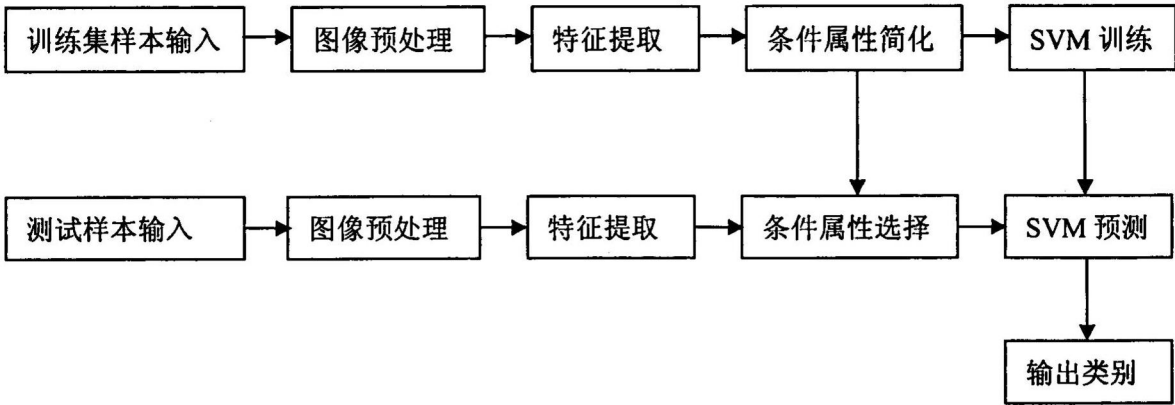 训练集样本输入
图像预处理
特征提取
条件属性简化
SVM 训练
测试样本输入
图像预处理
特征提取
条件属性选择
SVM 预测
输出类别